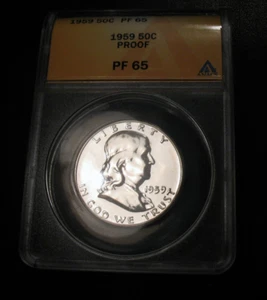 1959 50C PF 65
1959 50C
PROOF
PF 65
LIBERTY
1959
IN GOD WE TRUST